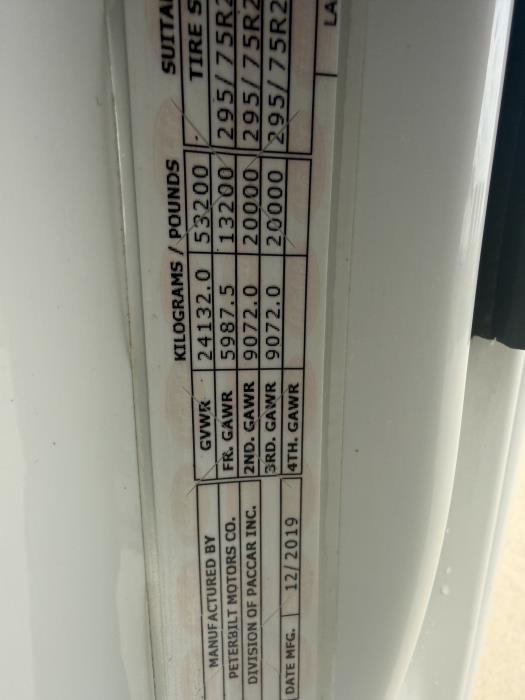 KILOGRAMS / POUNDS
GVWR 24132.0 53200
FR. GAWR 5987.5 13200 295/75R2
2ND. GAWR 9072.0 20000 295/75R2
3RD. GAWR 9072.0 20000 295/75R2
4TH. GAWR
MANUFACTURED BY
PETERBILT MOTORS CO.
DIVISION OF PACCAR INC.
DATE MFG. 12/2019
SUITA
TIRE S
LA